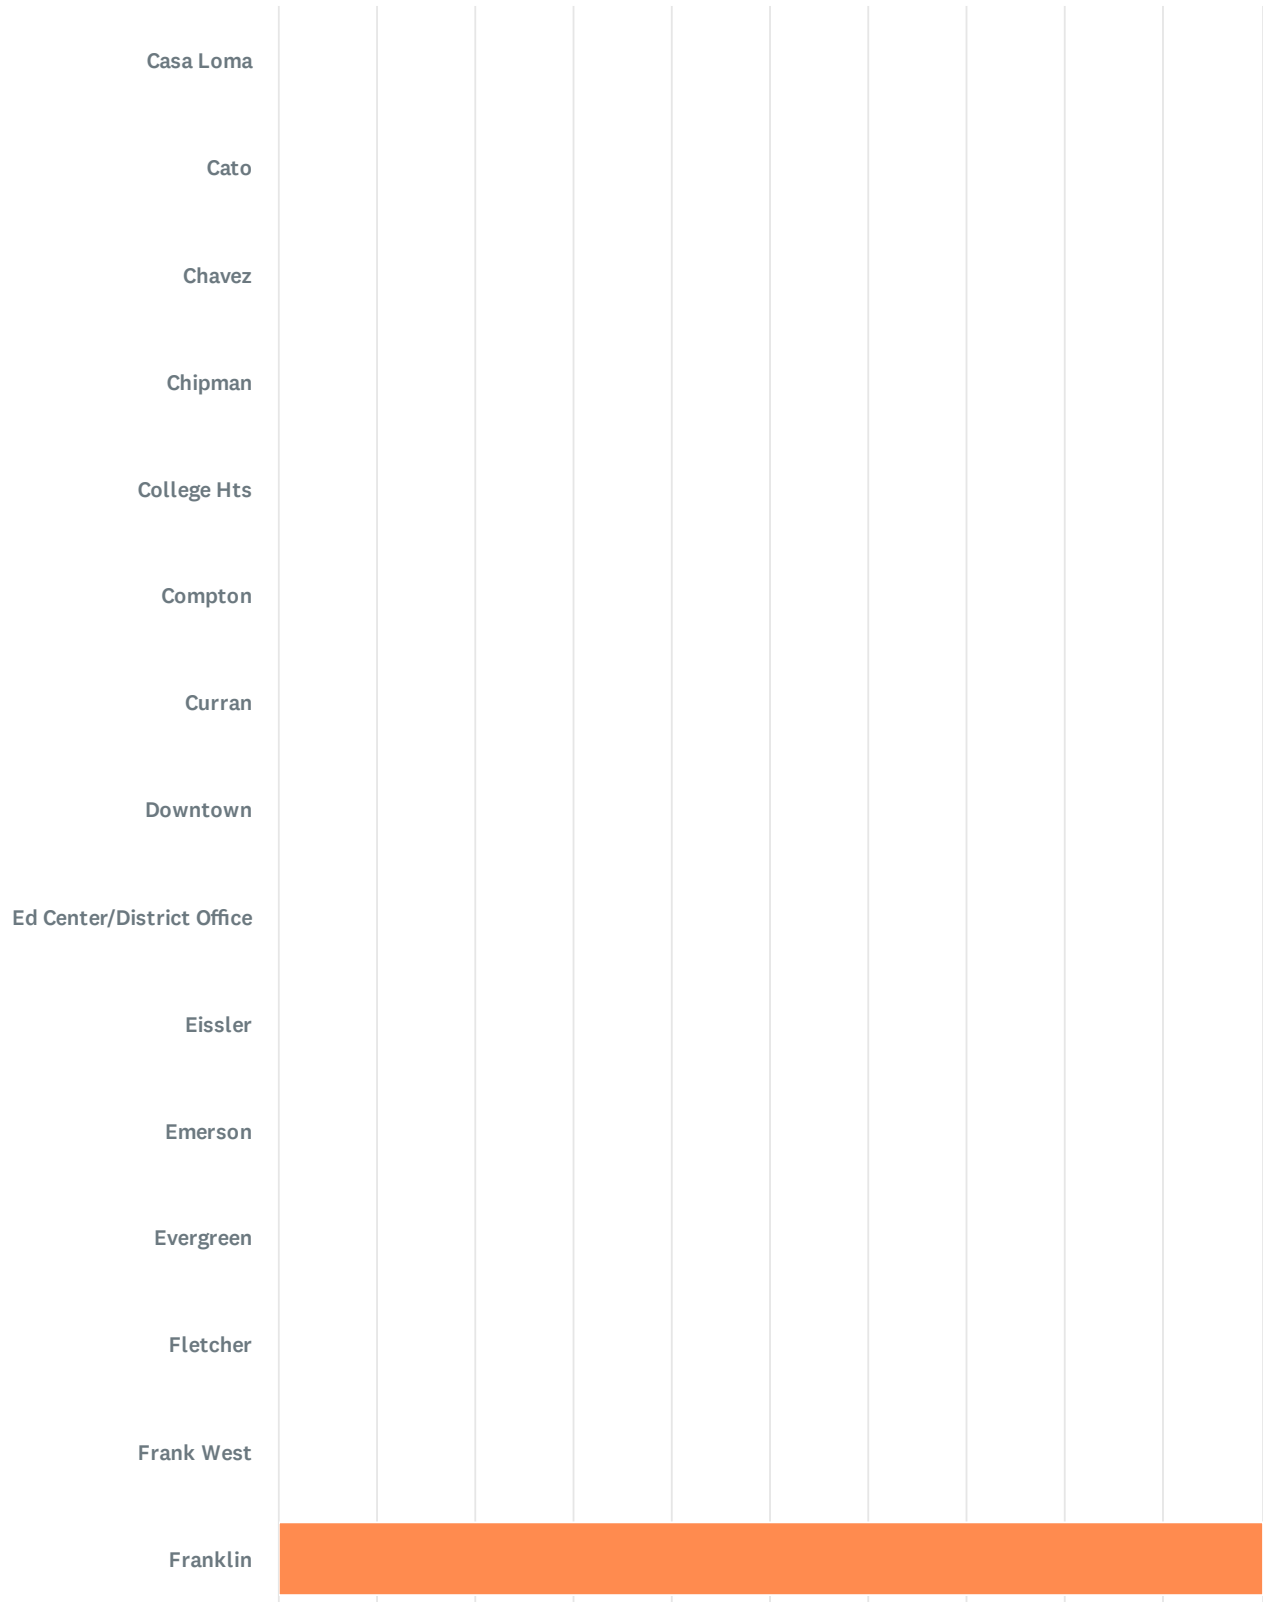 Casa Loma
Cato
Chavez
Chipman
College Hts
Compton
Curran
Downtown
Ed Center/District Office
Eissler
Emerson
Evergreen
Fletcher
Frank West
Franklin